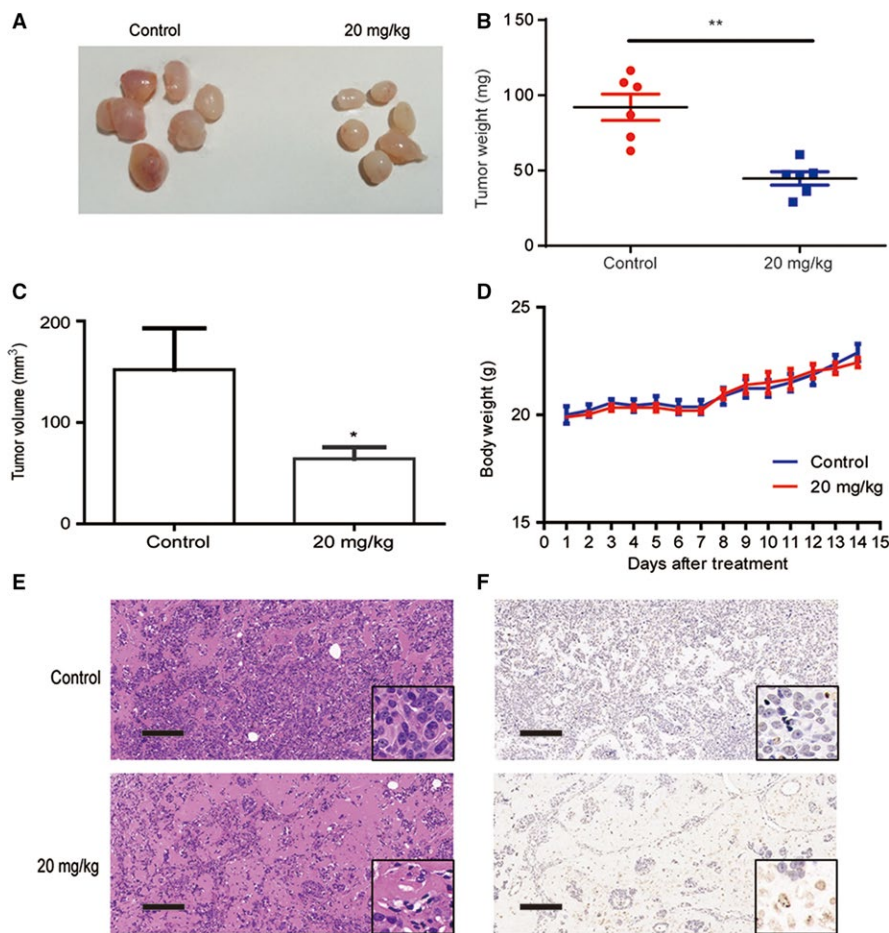 A
Control 20 mg/kg
B
**
Tumor weight (mg)
150
100
50
0
Control 20 mg/kg
C
Tumor volume (mm³)
200
100
0
*
Control 20 mg/kg
D
Body weight (g)
25
20
15
Control
20 mg/kg
0 1 2 3 4 5 6 7 8 9 10 11 12 13 14 15
Days after treatment
E
F
Control
20 mg/kg